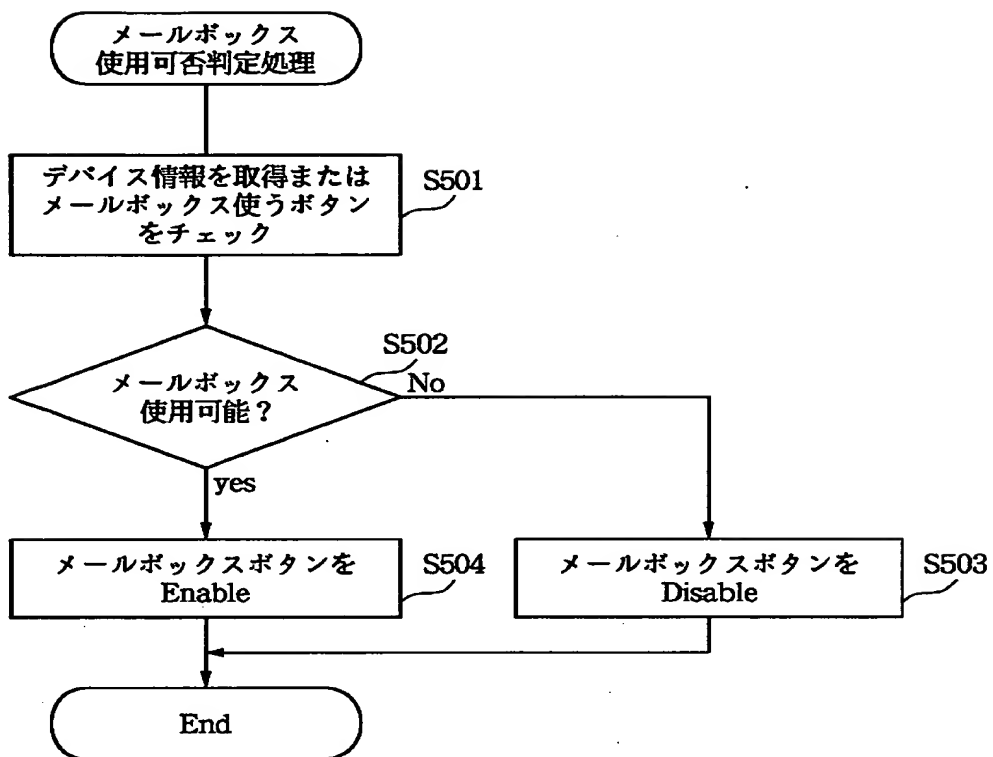 メールボックス
使用可否判定処理
デバイス情報を取得または
メールボックス使うボタン
をチェック
S501
S502
メールボックス
使用可能？
No
yes
メールボックスボタンを
Enable
S504
メールボックスボタンを
Disable
S503
End